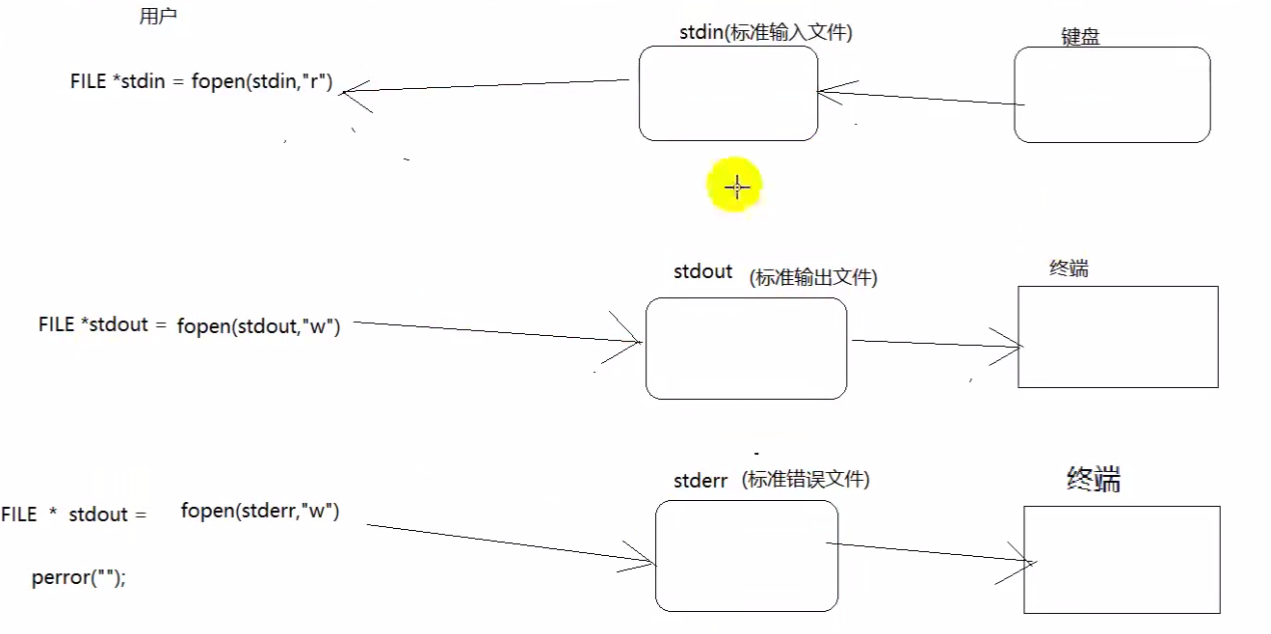 用户
stdin(标准输入文件)
键盘
FILE *stdin = fopen(stdin,"r")
stdout (标准输出文件)
终端
FILE *stdout = fopen(stdout,"w")
stderr (标准错误文件)
终端
FILE * stdout = fopen(stderr,"w")
perror("");